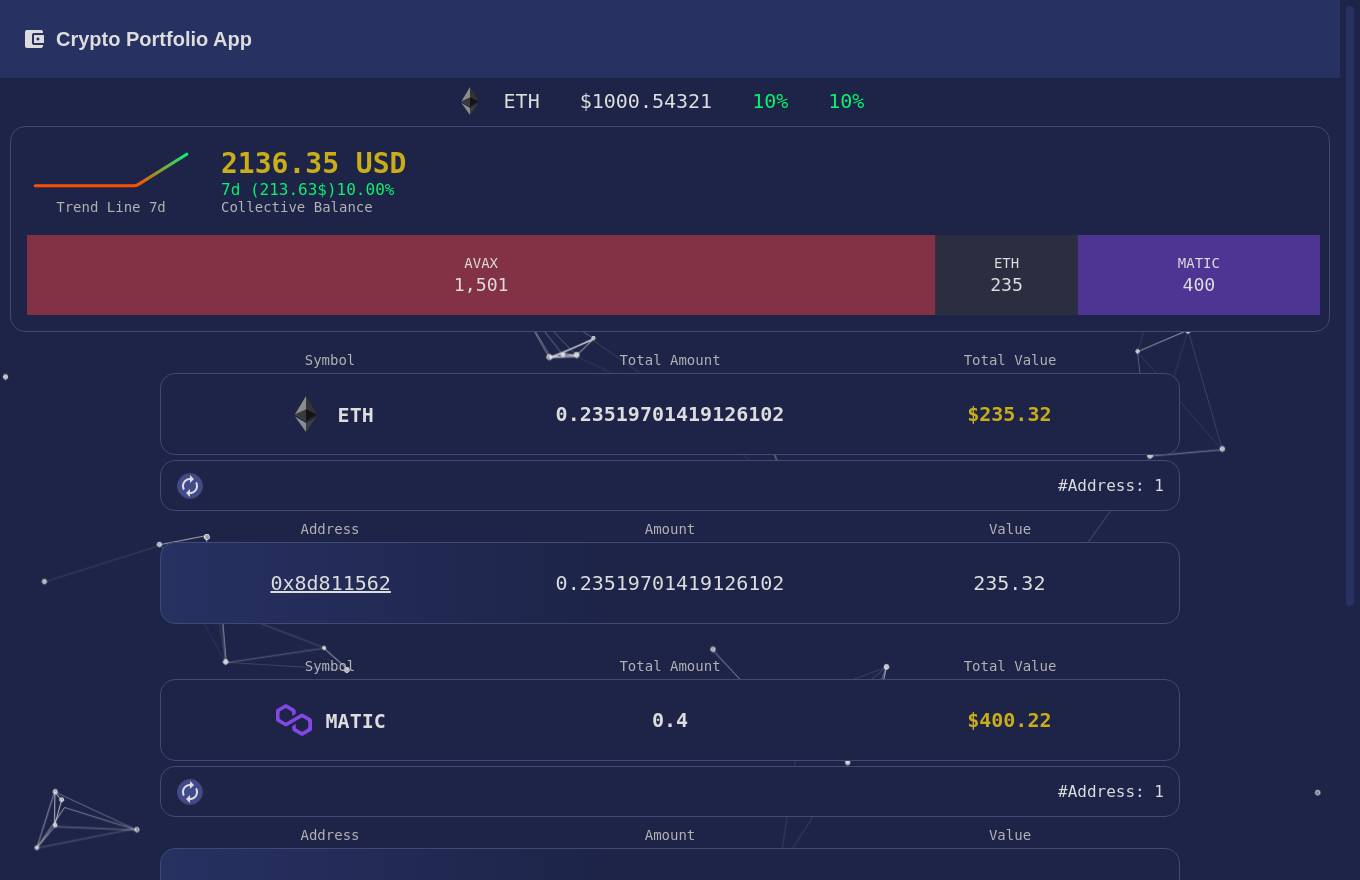 Crypto Portfolio App
ETH $1000.54321 10% 10%
2136.35 USD
7d (213.63$)10.00%
Trend Line 7d Collective Balance
AVAX ETH MATIC
1,501 235 400
Symbol Total Amount Total Value
ETH 0.23519701419126102 $235.32
#Address: 1
Address Amount Value
0x8d811562 0.23519701419126102 235.32
Symbol Total Amount Total Value
MATIC 0.4 $400.22
#Address: 1
Address Amount Value